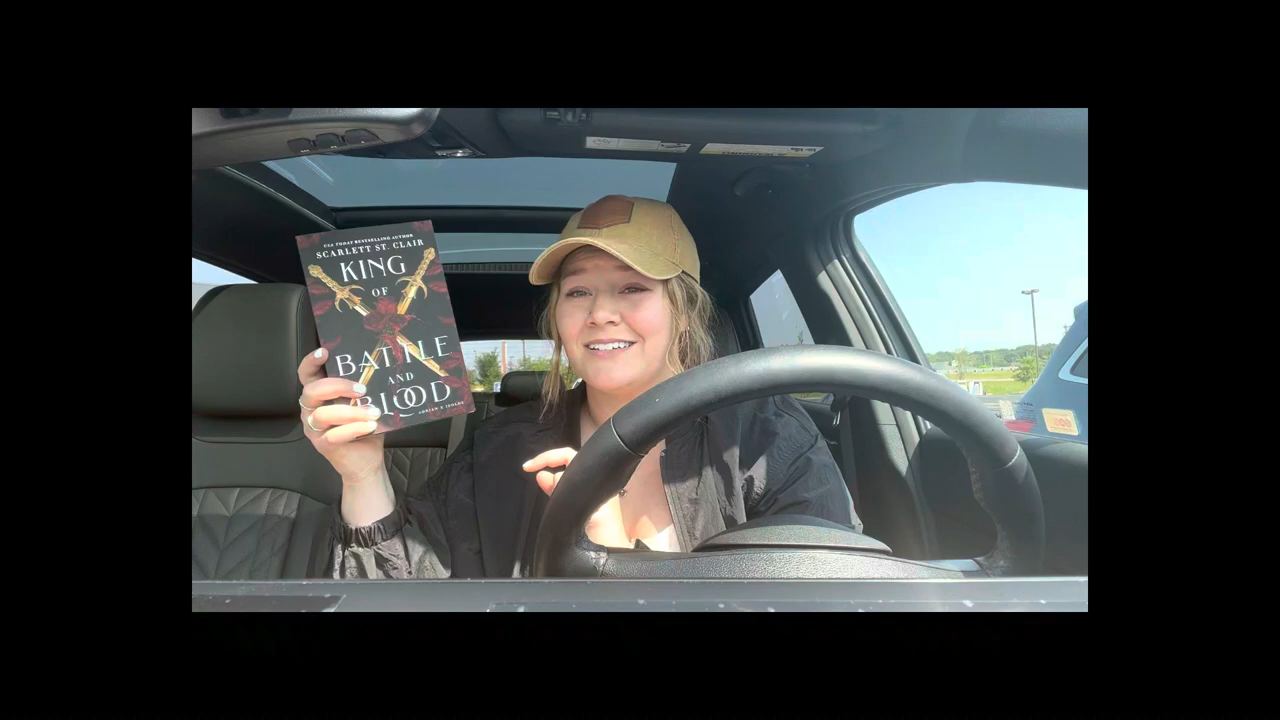 USA TODAY BESTSELLING AUTHOR
SCARLETT ST. CLAIR
KING
OF
BATTLE
AND
BLOOD